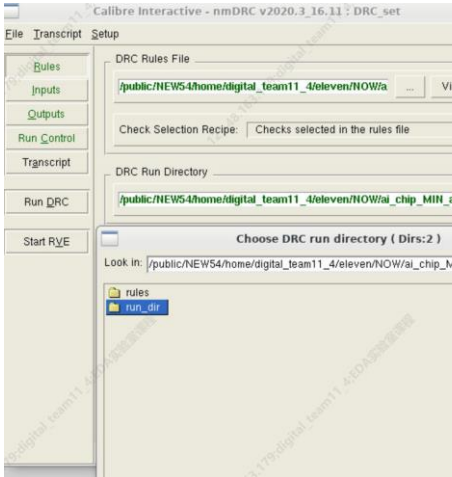 Calibre Interactive - nmDRC v2020.3_16.11 : DRC_set
File Transcript Setup
Rules
Inputs
Outputs
Run Control
Transcript
Run DRC
Start RVE
DRC Rules File
/public/NEW54/home/digital_team11_4/eleven/NOW/a
... Vi
Check Selection Recipe: Checks selected in the rules file
DRC Run Directory
/public/NEW54/home/digital_team11_4/eleven/NOW/ai_chip_MIN_a
Choose DRC run directory ( Dirs:2 )
Look in: /public/NEW54/home/digital_team11_4/eleven/NOW/ai_chip_M
rules
run_dir